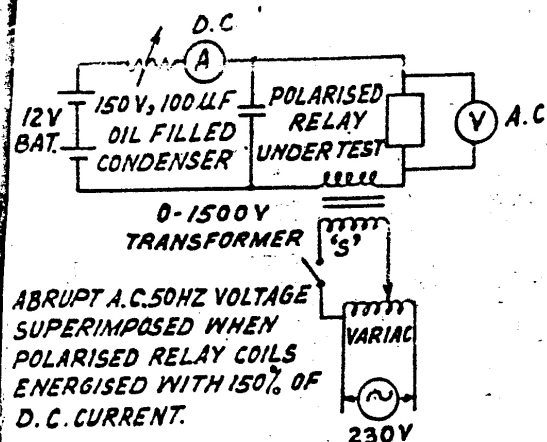 D.C
A
12V
BAT.
150V, 100µF
OIL FILLED
CONDENSER
POLARISED
RELAY
UNDER TEST
V
A.C
0-1500V
TRANSFORMER
'S'
VARIAC
230V
ABRUPT A.C.50HZ VOLTAGE
SUPERIMPOSED WHEN
POLARISED RELAY COILS
ENERGISED WITH 150% OF
D.C. CURRENT.